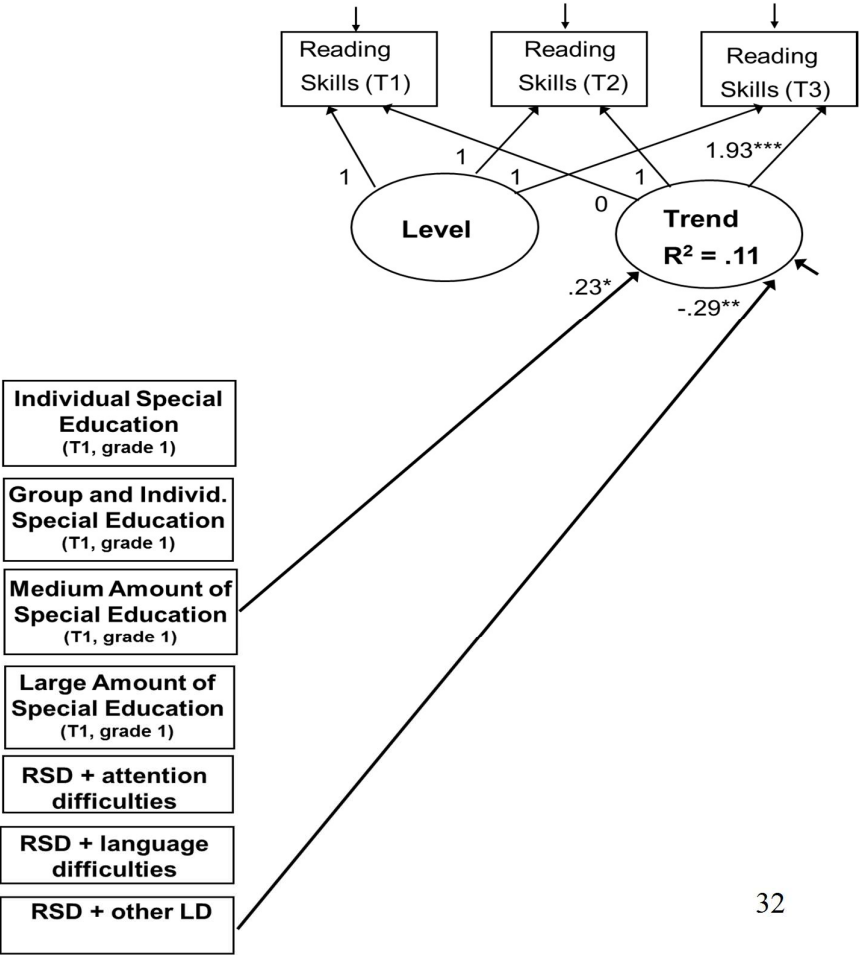 Reading
Skills (T1)
Reading
Skills (T2)
Reading
Skills (T3)
1
1
1
0
1
1.93***
Level
Trend
R² = .11
.23*
-.29**
Individual Special
Education
(T1, grade 1)
Group and Individ.
Special Education
(T1, grade 1)
Medium Amount of
Special Education
(T1, grade 1)
Large Amount of
Special Education
(T1, grade 1)
RSD + attention
difficulties
RSD + language
difficulties
RSD + other LD
32